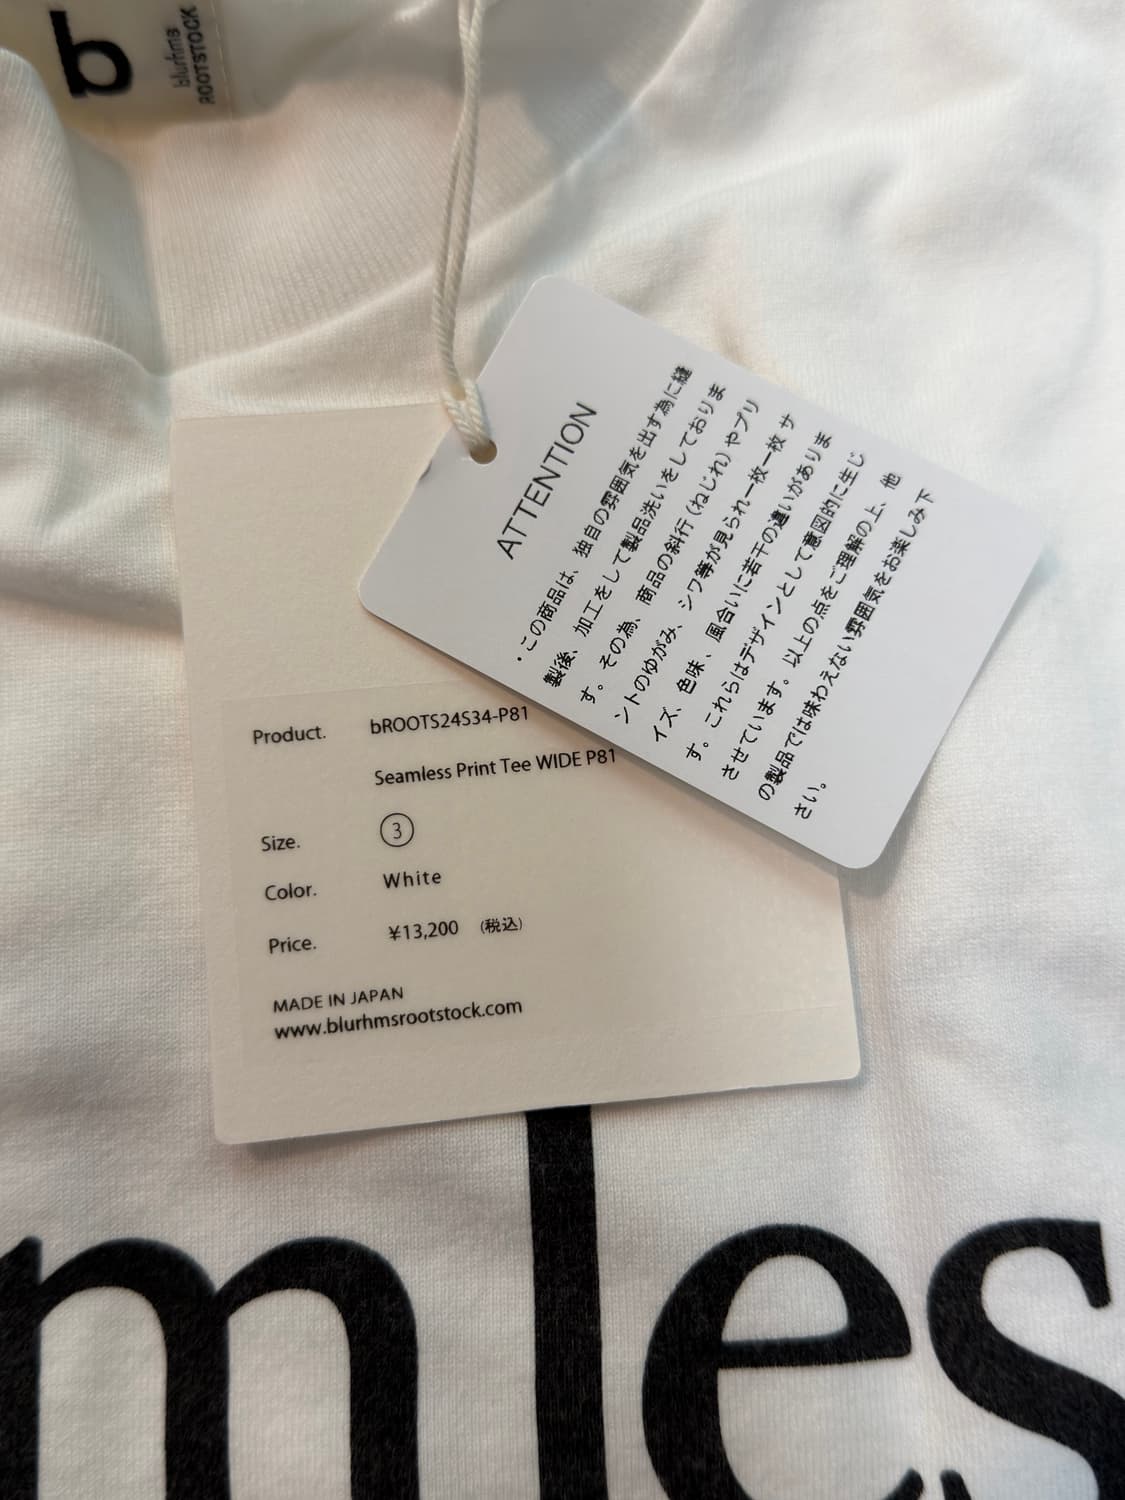 b
blurhms
ROOTSTOCK
ATTENTION
・この商品は、独自の雰囲気を出す為に縫
製後、加工をして製品洗いをしておりま
す。その為、商品の斜行（ねじれ）やプリ
ントのゆがみ、シワ等が見られ一枚一枚サ
イズ、色味、風合いに若干の違いがありま
す。これらはデザインとして意図的に生じ
させています。以上の点をご理解の上、他
の製品では味わえない雰囲気をお楽しみ下
さい。
Product. bROOTS24S34-P81
Seamless Print Tee WIDE P81
Size. 3
Color. White
Price. ¥13,200 (税込)
MADE IN JAPAN
www.blurhmsrootstock.com
mles